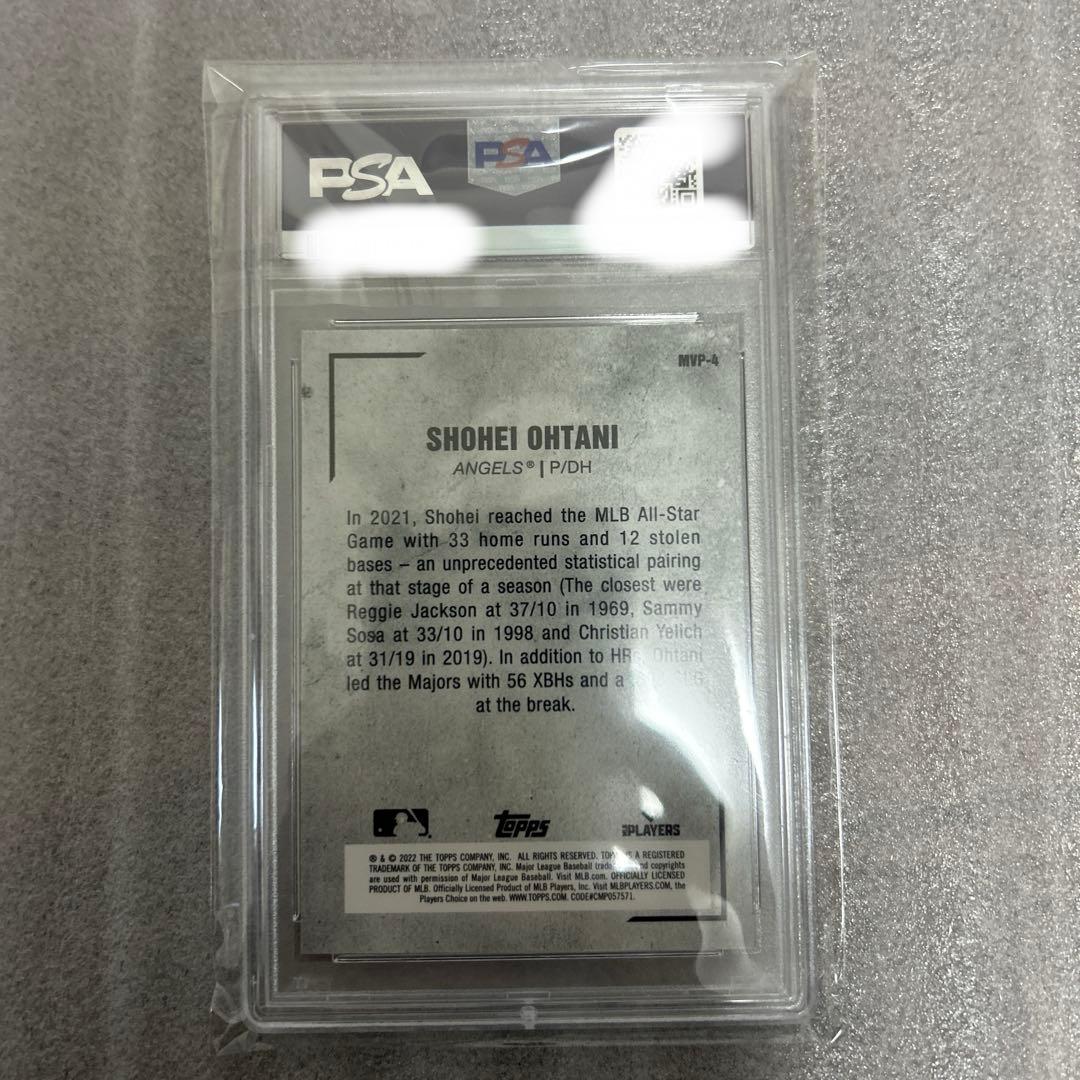 PSA PSA
MVP-4
SHOHEI OHTANI
ANGELS® | P/DH
In 2021, Shohei reached the MLB All-Star
Game with 33 home runs and 12 stolen
bases – an unprecedented statistical pairing
at that stage of a season (The closest were
Reggie Jackson at 37/10 in 1969, Sammy
Sosa at 33/10 in 1998 and Christian Yelich
at 31/19 in 2019). In addition to Ohtani
led the Majors with 56 XBHs and a
at the break.
topps
PLAYERS
® & © 2022 THE TOPPS COMPANY, INC. ALL RIGHTS RESERVED. A REGISTERED
TRADEMARK OF THE TOPPS COMPANY, INC. Major League Baseball copyrights
are used with permission of Major League Baseball. Visit MLB.com. OFFICIALLY LICENSED
PRODUCT OF MLB. Officially Licensed Product of MLB Players, Inc. Visit MLBPLAYERS.COM, the
Players Choice on the web. WWW.TOPPS.COM. CODE#CMP057571.